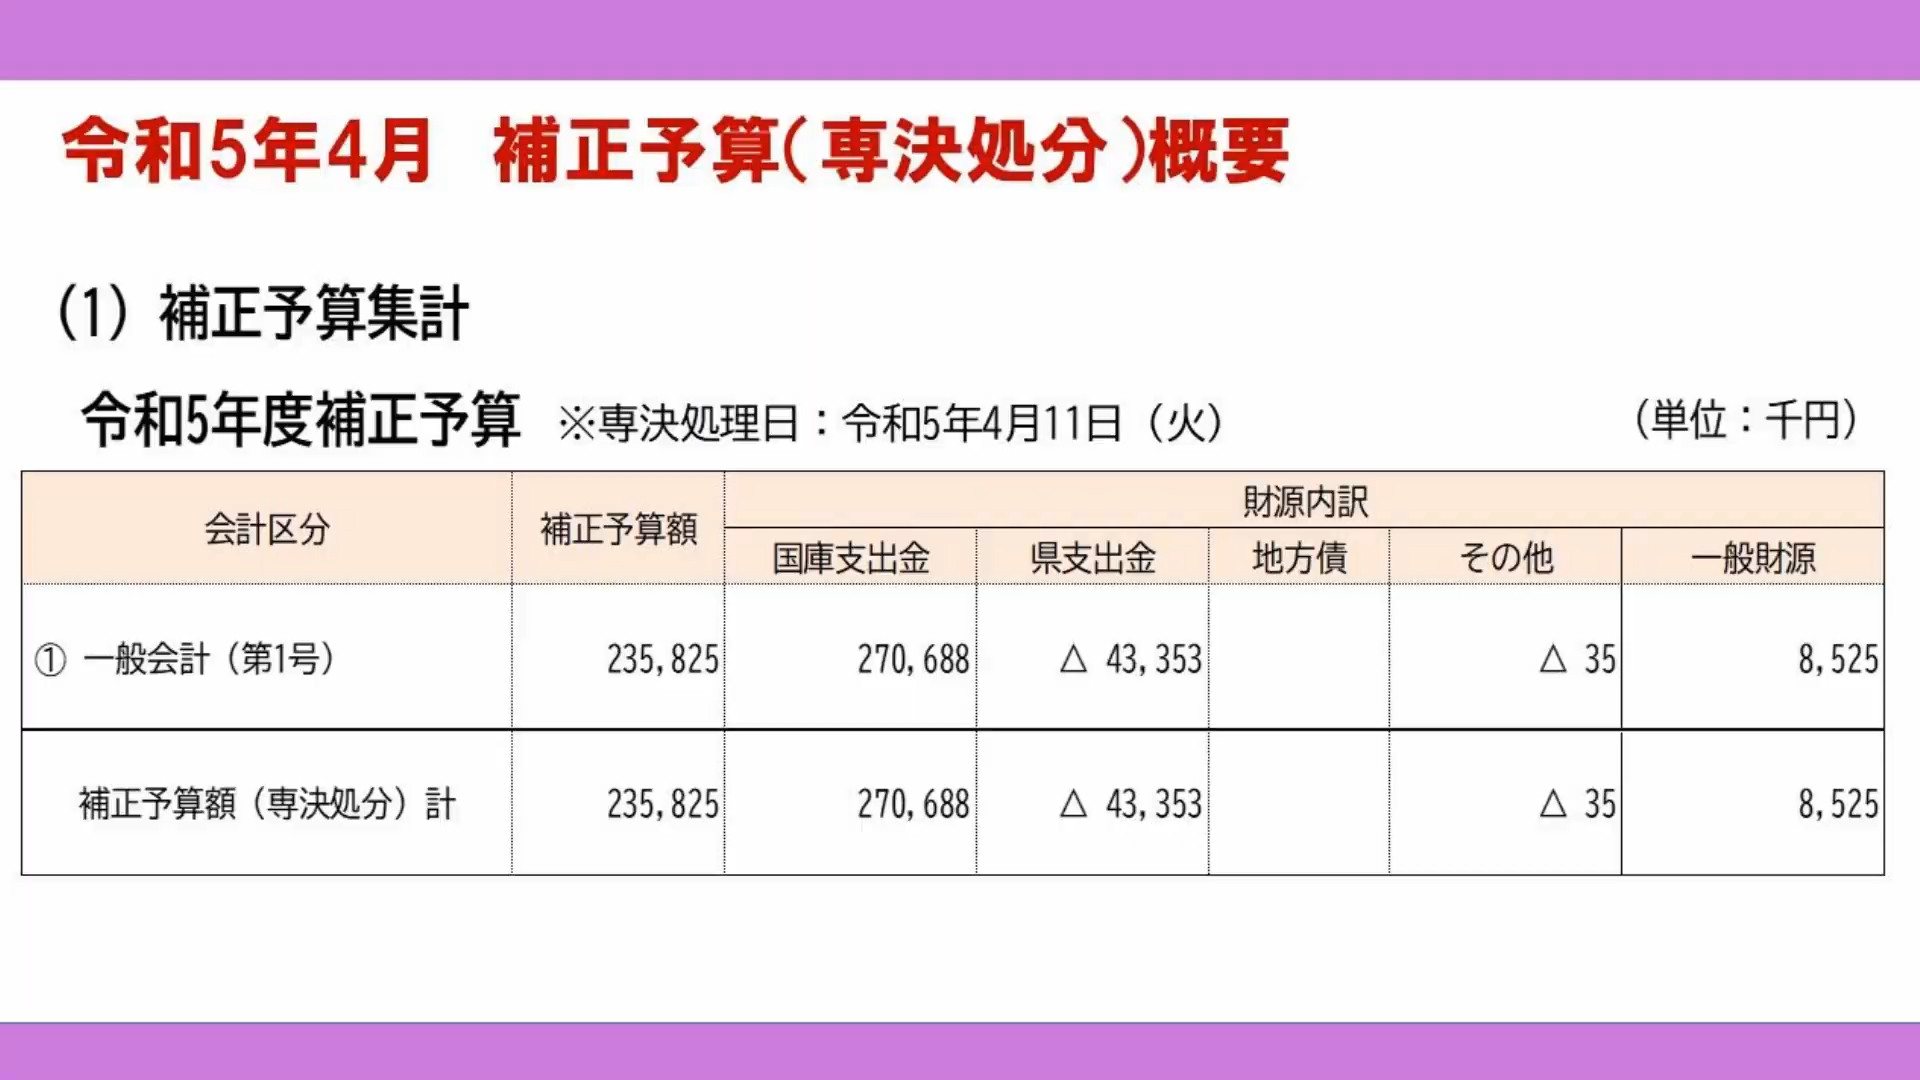 令和5年4月　補正予算(専決処分)概要
(1) 補正予算集計
令和5年度補正予算　※専決処理日：令和5年4月11日（火）　（単位：千円）
会計区分　補正予算額　財源内訳
国庫支出金　県支出金　地方債　その他　一般財源
① 一般会計（第1号）　235,825　270,688　△ 43,353　△ 35　8,525
補正予算額（専決処分）計　235,825　270,688　△ 43,353　△ 35　8,525